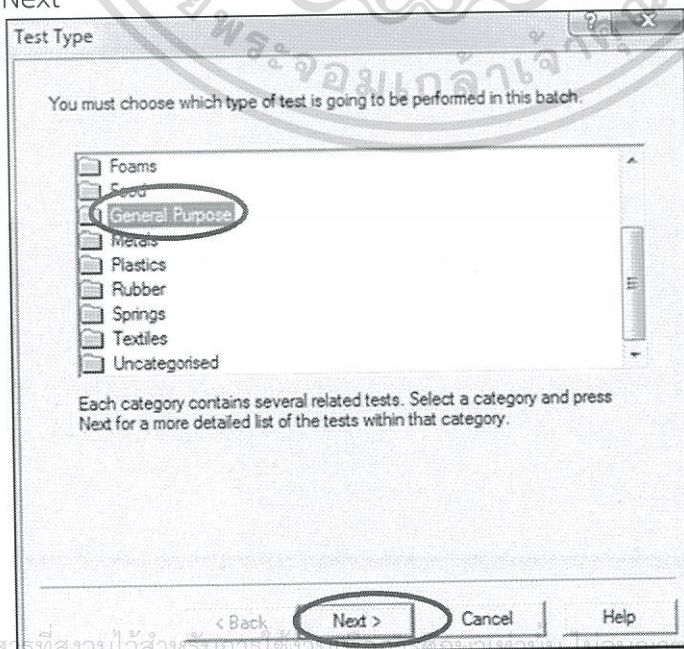 Next
Test Type
You must choose which type of test is going to be performed in this batch.
Foams
Food
General Purpose
Metals
Plastics
Rubber
Springs
Textiles
Uncategorised
Each category contains several related tests. Select a category and press
Next for a more detailed list of the tests within that category.
< Back
Next >
Cancel
Help